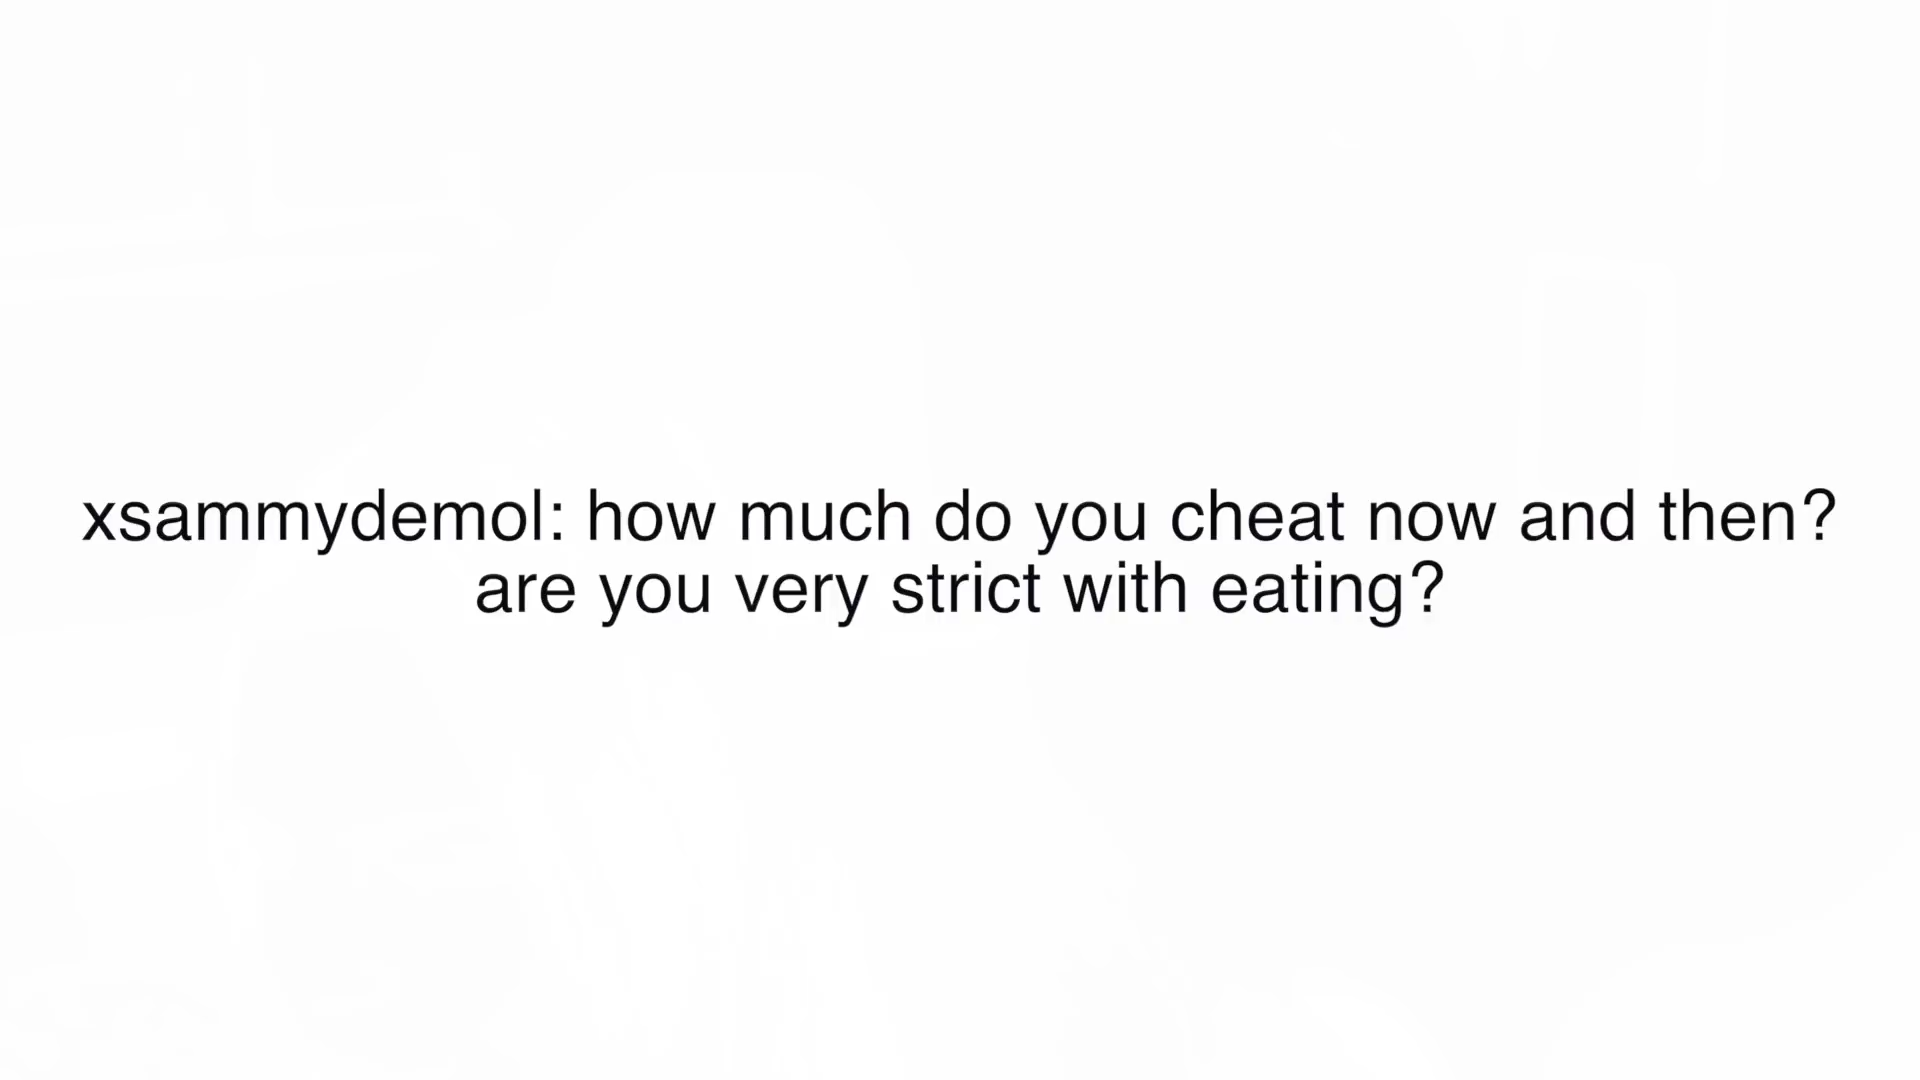 xsammydemol: how much do you cheat now and then?
are you very strict with eating?